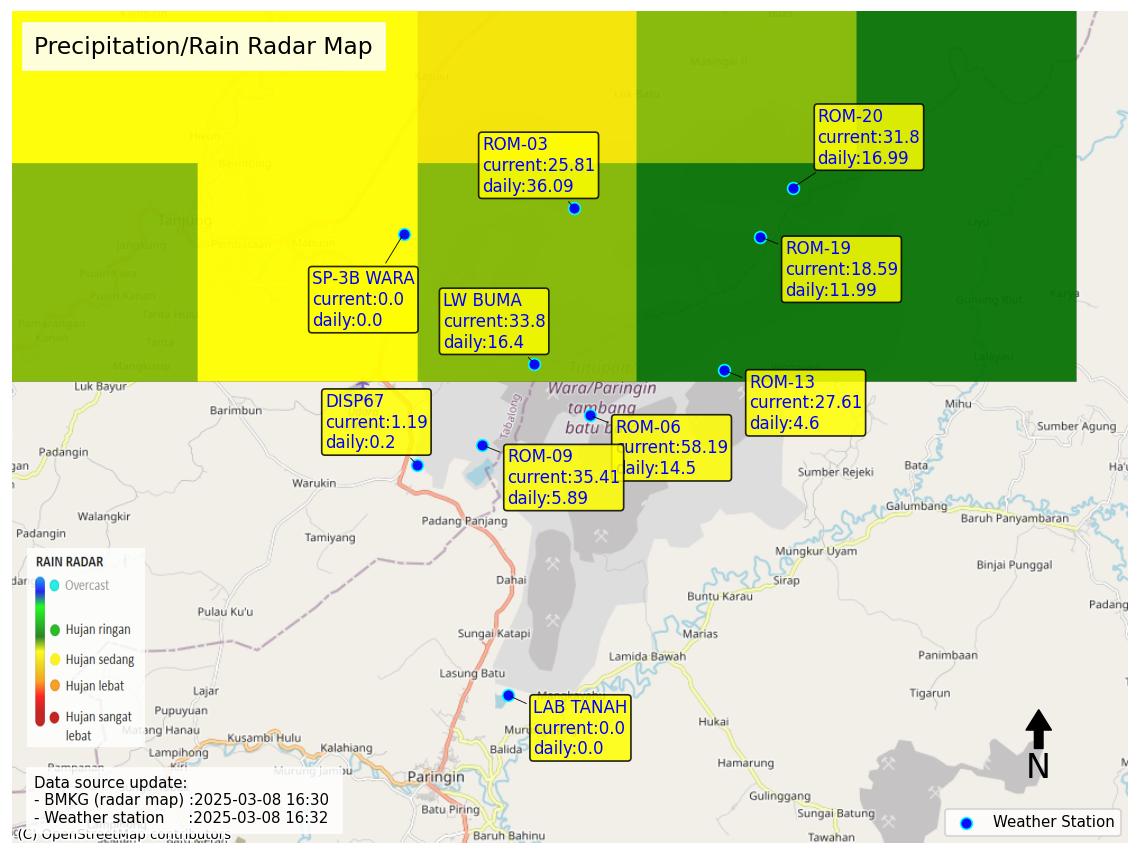 Precipitation/Rain Radar Map
ROM-20
current:31.8
daily:16.99
ROM-03
current:25.81
daily:36.09
ROM-19
current:18.59
daily:11.99
SP-3B WARA
current:0.0
daily:0.0
LW BUMA
current:33.8
daily:16.4
ROM-13
current:27.61
daily:4.6
DISP67
current:1.19
daily:0.2
ROM-06
current:58.19
daily:14.5
ROM-09
current:35.41
daily:5.89
LAB TANAH
current:0.0
daily:0.0
Tanjung
Luk Bayur
Barimbun
Wara/Paringin
tambang
batu
Tabalong
Mihu
Sumber Agung
Padangin
Warukin
Sumber Rejeki
Bata
Galumbang
Baruh Panyambaran
Walangkir
Padangin
Tamiyang
Padang Panjang
Mungkur Uyam
Binjai Punggal
Dahai
Sirap
Buntu Karau
Pulau Ku'u
Sungai Katapi
Marias
Lamida Bawah
Panimbaan
Lasung Batu
Tigarun
Lajar
Pupuyuan
Matang Hanau
Hukai
Lampihong
Kusambi Hulu
Kalahiang
Balida
Murung Jambu
Paringin
Hamarung
Gulinggang
Batu Piring
Sungai Batung
Baruh Bahinu
Tawahan
RAIN RADAR
Overcast
Hujan ringan
Hujan sedang
Hujan lebat
Hujan sangat
lebat
Data source update:
- BMKG (radar map) :2025-03-08 16:30
- Weather station :2025-03-08 16:32
(C) OpenStreetMap contributors
N
Weather Station